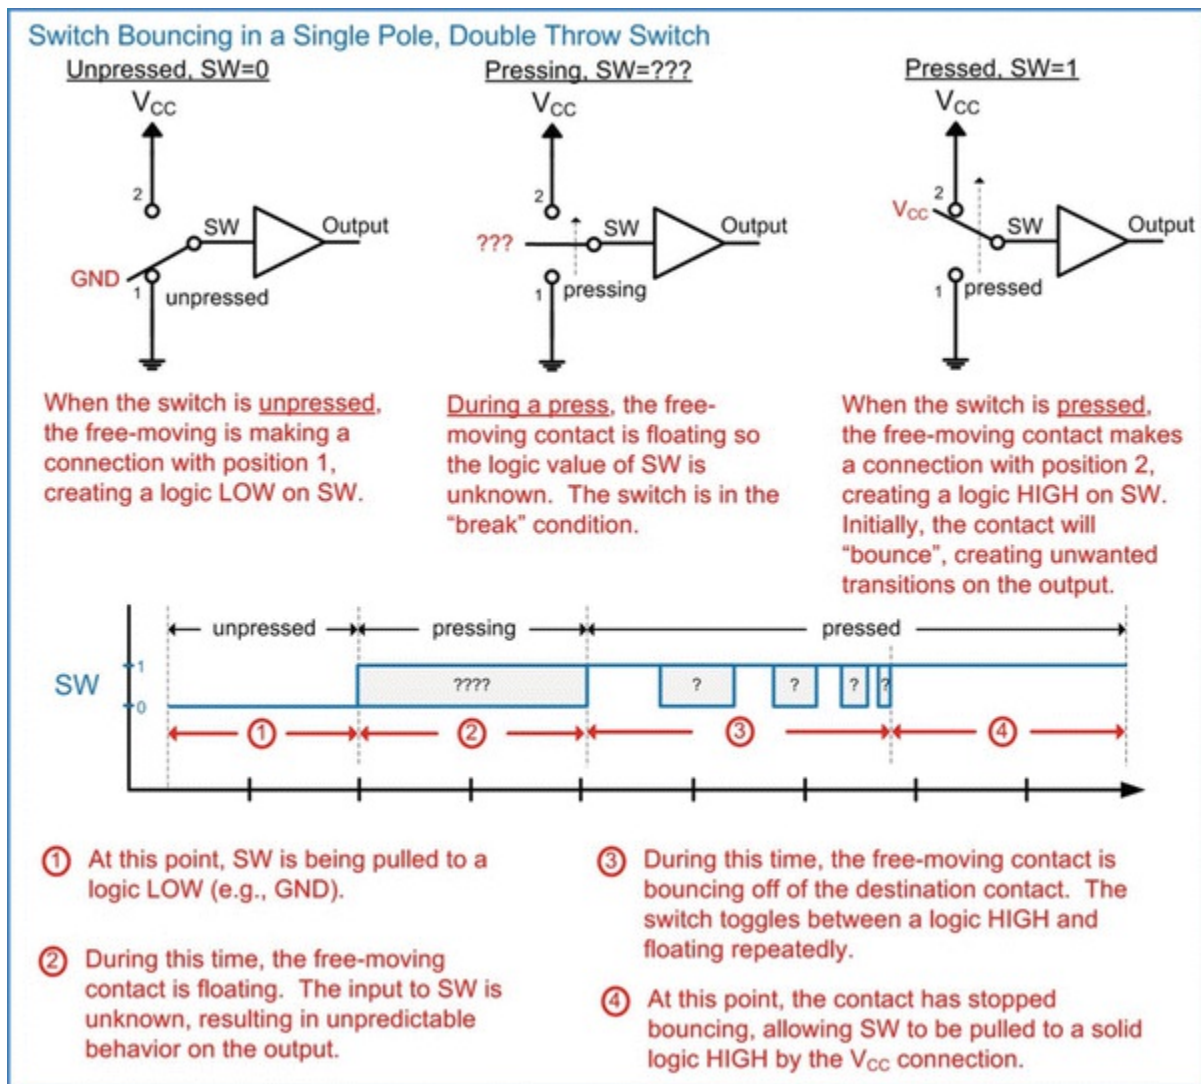 Switch Bouncing in a Single Pole, Double Throw Switch
Unpressed, SW=0
VCC
2
SW
Output
GND
1
unpressed
Pressing, SW=???
VCC
2
SW
Output
???
1
pressing
Pressed, SW=1
VCC
2
VCC
SW
Output
1
pressed
When the switch is unpressed,
the free-moving is making a
connection with position 1,
creating a logic LOW on SW.
During a press, the free-
moving contact is floating so
the logic value of SW is
unknown. The switch is in the
“break” condition.
When the switch is pressed,
the free-moving contact makes
a connection with position 2,
creating a logic HIGH on SW.
Initially, the contact will
“bounce”, creating unwanted
transitions on the output.
unpressed
pressing
pressed
SW
1
0
????
?
?
?
?
1
2
3
4
1 At this point, SW is being pulled to a
logic LOW (e.g., GND).
2 During this time, the free-moving
contact is floating. The input to SW is
unknown, resulting in unpredictable
behavior on the output.
3 During this time, the free-moving contact is
bouncing off of the destination contact. The
switch toggles between a logic HIGH and
floating repeatedly.
4 At this point, the contact has stopped
bouncing, allowing SW to be pulled to a solid
logic HIGH by the VCC connection.